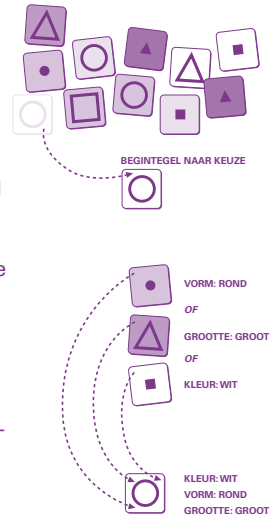 BEGINTEGEL NAAR KEUZE
e
VORM: ROND
OF
GROOTTE: GROOT
OF
KLEUR: WIT
-
KLEUR: WIT
VORM: ROND
GROOTTE: GROOT